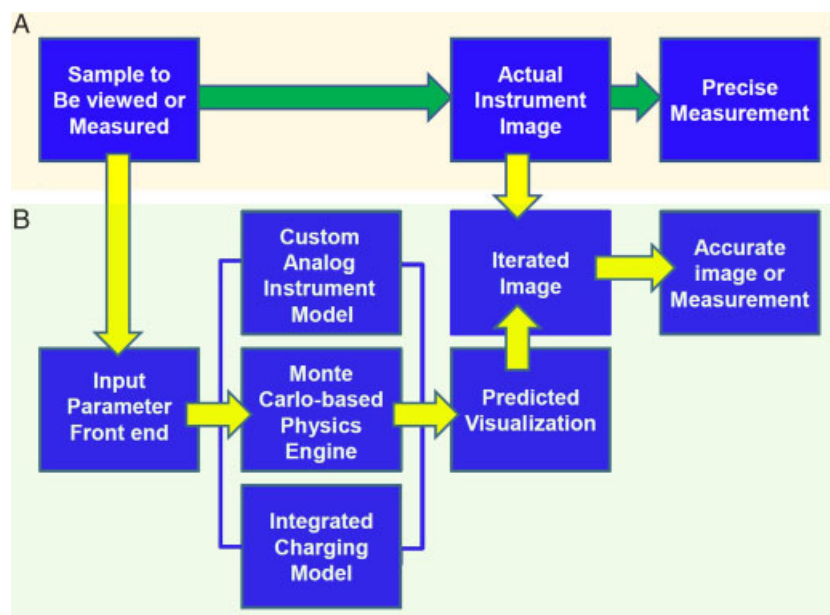 A
Sample to
Be viewed or
Measured
Actual
Instrument
Image
Precise
Measurement
B
Custom
Analog
Instrument
Model
Iterated
Image
Accurate
image or
Measurement
Input
Parameter
Front end
Monte
Carlo-based
Physics
Engine
Predicted
Visualization
Integrated
Charging
Model